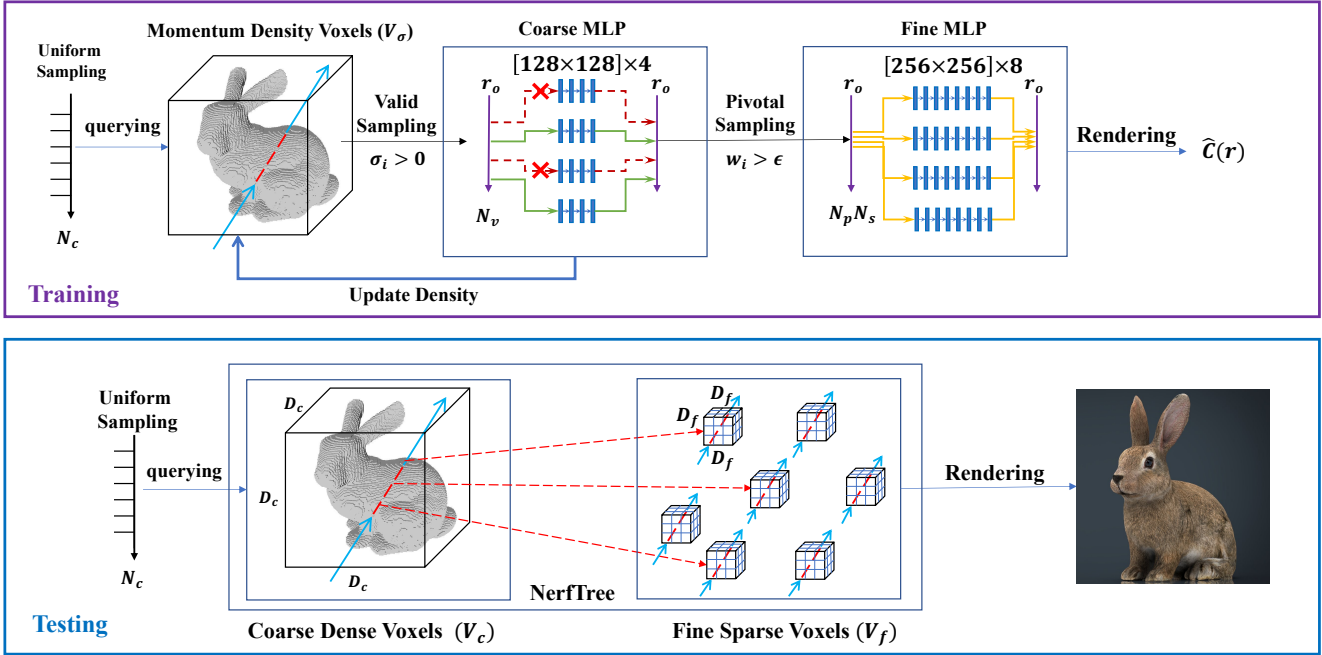 Momentum Density Voxels (V_σ)
Coarse MLP
Fine MLP
Uniform
Sampling
querying
N_c
Valid
Sampling
σ_i > 0
[128×128]×4
r_o
r_o
N_v
Pivotal
Sampling
w_i > ϵ
[256×256]×8
r_o
r_o
N_p N_s
Rendering
Ĉ(r)
Update Density
Training
Uniform
Sampling
querying
N_c
D_c
D_c
D_c
D_f
D_f
D_f
NerfTree
Rendering
Coarse Dense Voxels (V_c)
Fine Sparse Voxels (V_f)
Testing